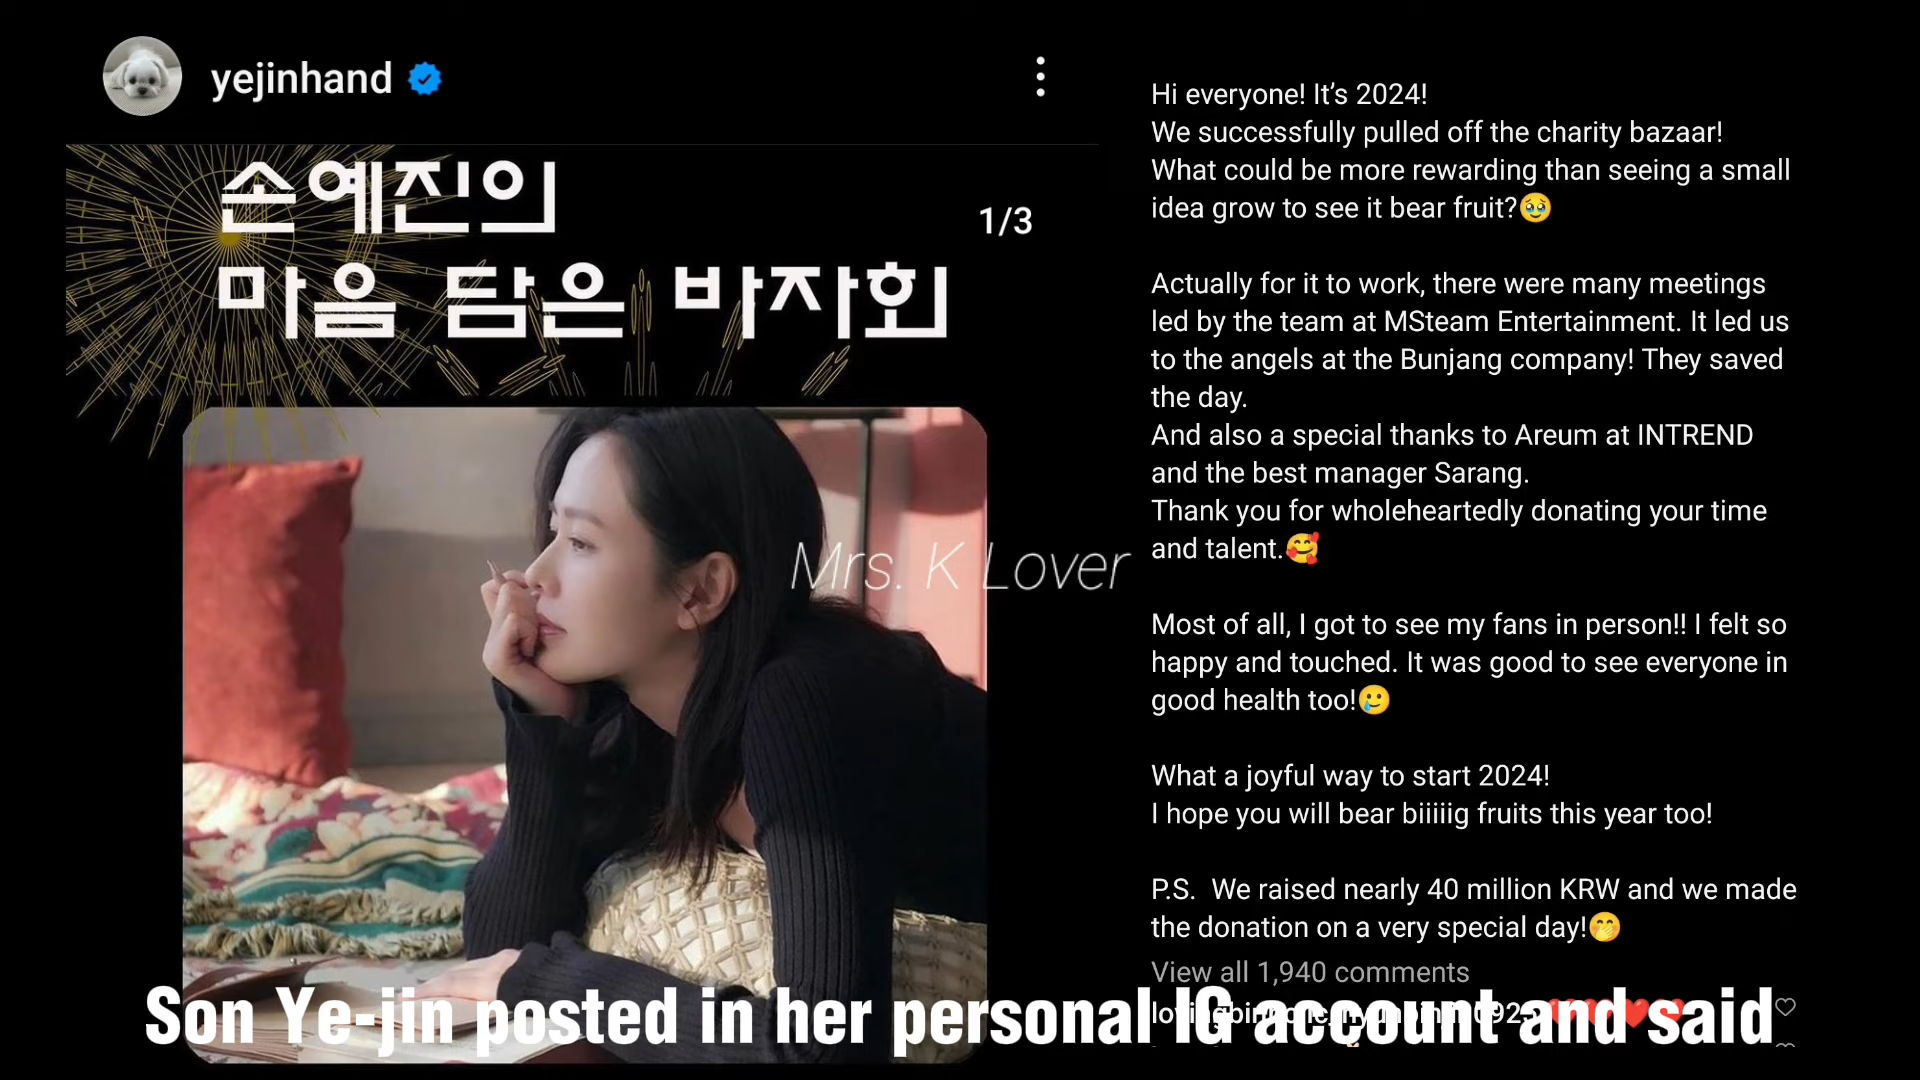 yejinhand
손예진의
1/3
마음 담은 바자회
Hi everyone! It's 2024!
We successfully pulled off the charity bazaar!
What could be more rewarding than seeing a small
idea grow to see it bear fruit?🥹
Actually for it to work, there were many meetings
led by the team at MSteam Entertainment. It led us
to the angels at the Bunjang company! They saved
the day.
And also a special thanks to Areum at INTREND
and the best manager Sarang.
Thank you for wholeheartedly donating your time
and talent.🥰
Most of all, I got to see my fans in person!! I felt so
happy and touched. It was good to see everyone in
good health too!🥲
What a joyful way to start 2024!
I hope you will bear biiiiig fruits this year too!
P.S. We raised nearly 40 million KRW and we made
the donation on a very special day!🤭
View all 1,940 comments
Mrs. K Lover
Son Ye-jin posted in her personal IG account and said